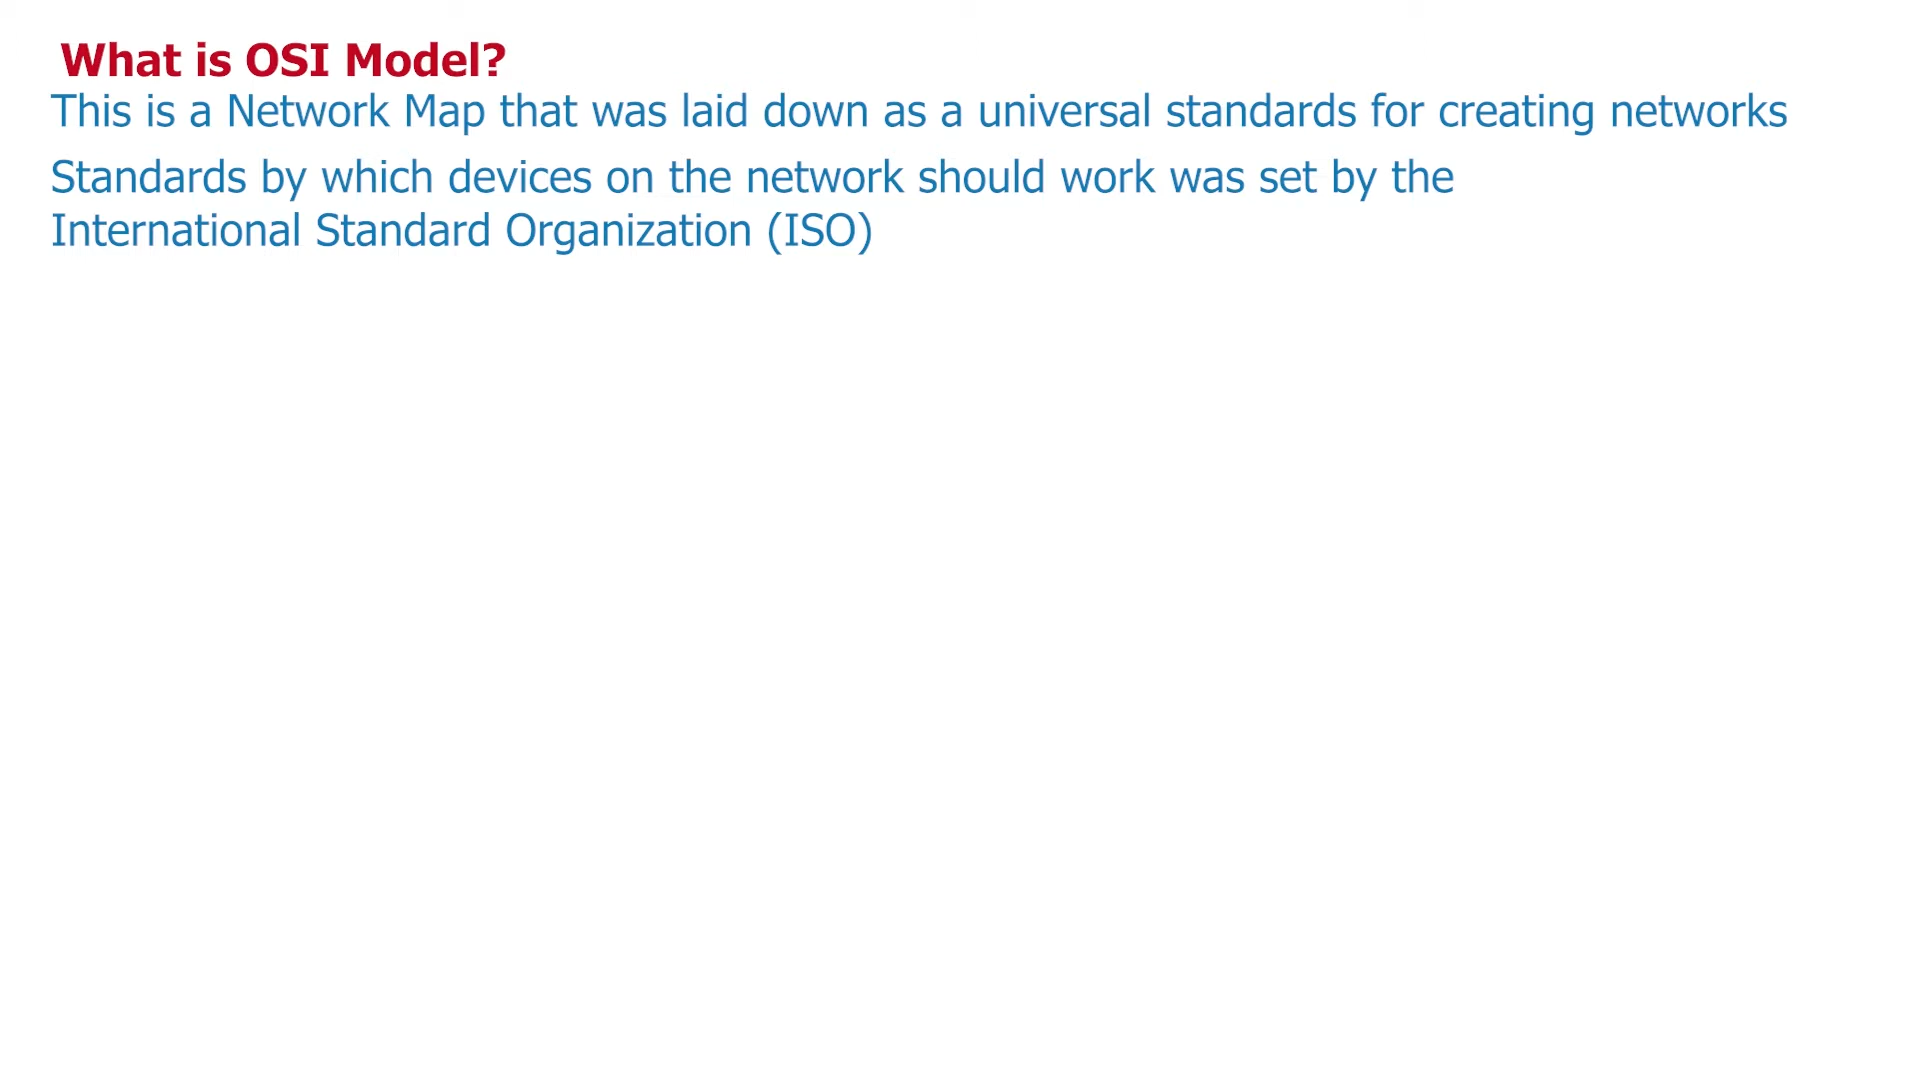 What is OSI Model?
This is a Network Map that was laid down as a universal standards for creating networks
Standards by which devices on the network should work was set by the
International Standard Organization (ISO)